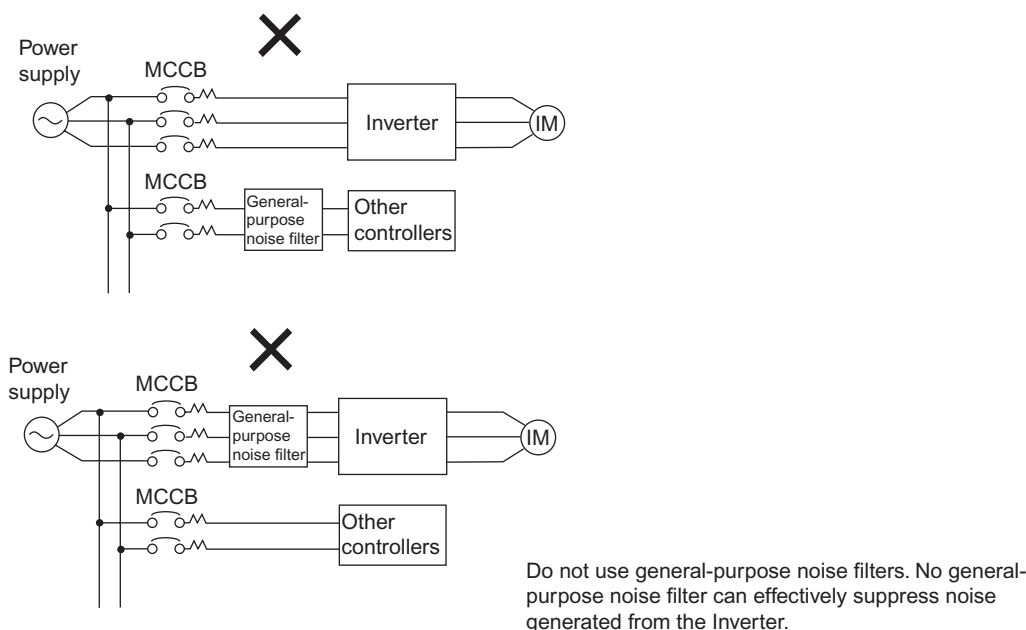 Power
supply
MCCB
Inverter
IM
MCCB
General-
purpose
noise filter
Other
controllers
Power
supply
MCCB
General-
purpose
noise filter
Inverter
IM
MCCB
Other
controllers
Do not use general-purpose noise filters. No general-
purpose noise filter can effectively suppress noise
generated from the Inverter.